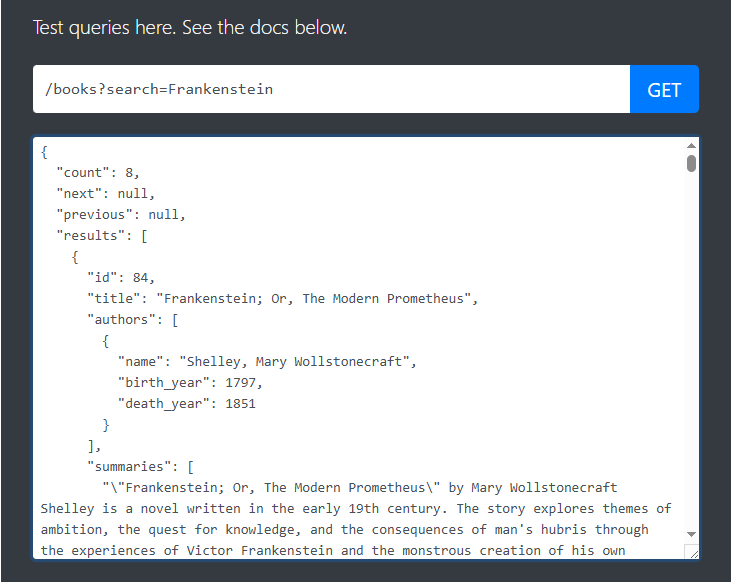 Test queries here. See the docs below.
/books?search=Frankenstein
GET
{
  "count": 8,
  "next": null,
  "previous": null,
  "results": [
    {
      "id": 84,
      "title": "Frankenstein; Or, The Modern Prometheus",
      "authors": [
        {
          "name": "Shelley, Mary Wollstonecraft",
          "birth_year": 1797,
          "death_year": 1851
        }
      ],
      "summaries": [
        "\"Frankenstein; Or, The Modern Prometheus\" by Mary Wollstonecraft
Shelley is a novel written in the early 19th century. The story explores themes of
ambition, the quest for knowledge, and the consequences of man's hubris through
the experiences of Victor Frankenstein and the monstrous creation of his own